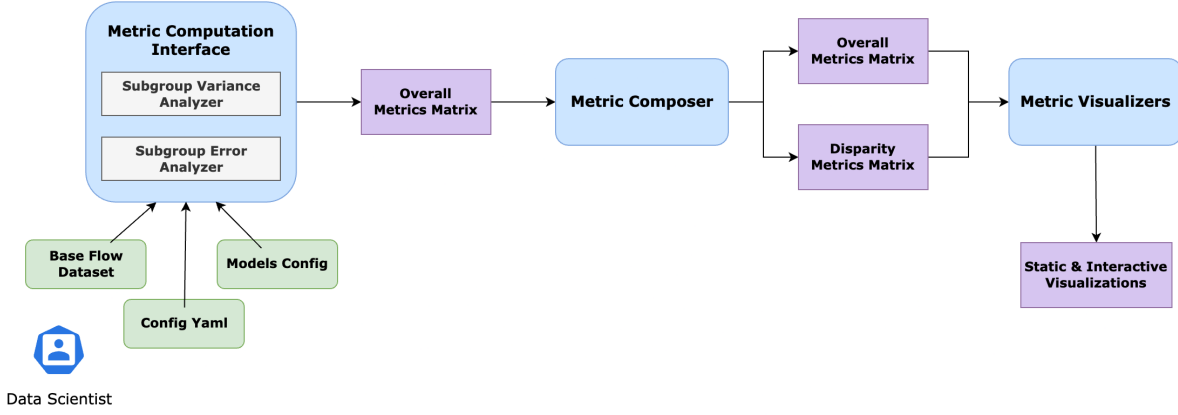 Metric Computation
Interface
Subgroup Variance
Analyzer
Subgroup Error
Analyzer
Base Flow
Dataset
Config Yaml
Models Config
Data Scientist
Overall
Metrics Matrix
Metric Composer
Overall
Metrics Matrix
Disparity
Metrics Matrix
Metric Visualizers
Static & Interactive
Visualizations